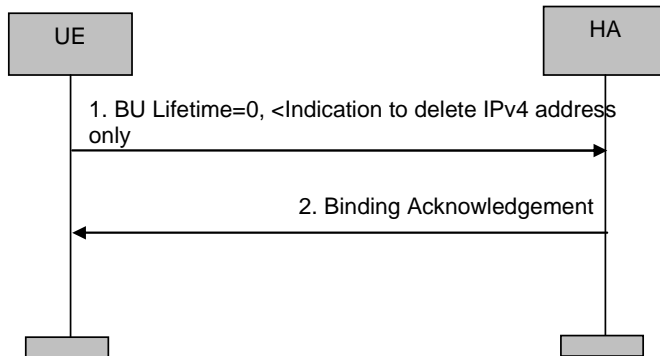 UE
HA
1. BU Lifetime=0, <Indication to delete IPv4 address
only
2. Binding Acknowledgement